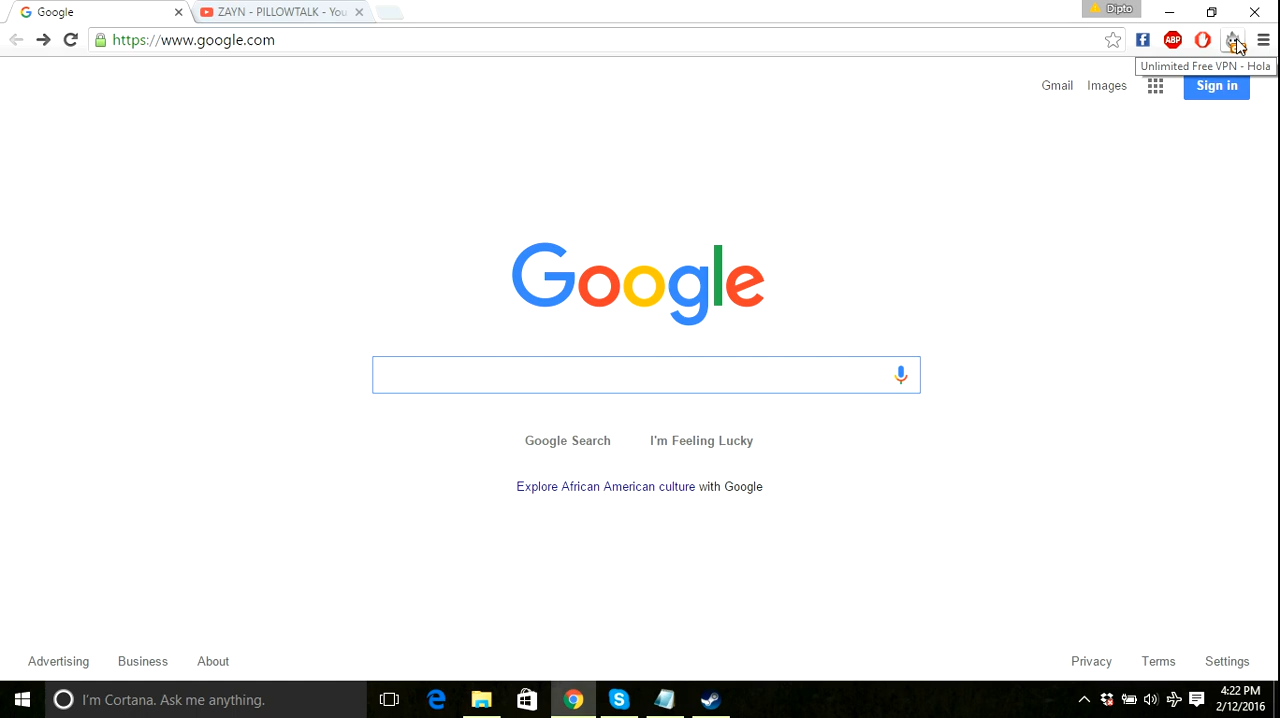 Google
ZAYN - PILLOWTALK - You
Dipto
https://www.google.com
ABP
Unlimited Free VPN - Hola
Gmail
Images
Sign in
Google
Google Search
I'm Feeling Lucky
Explore African American culture with Google
Advertising
Business
About
Privacy
Terms
Settings
I'm Cortana. Ask me anything.
4:22 PM
2/12/2016